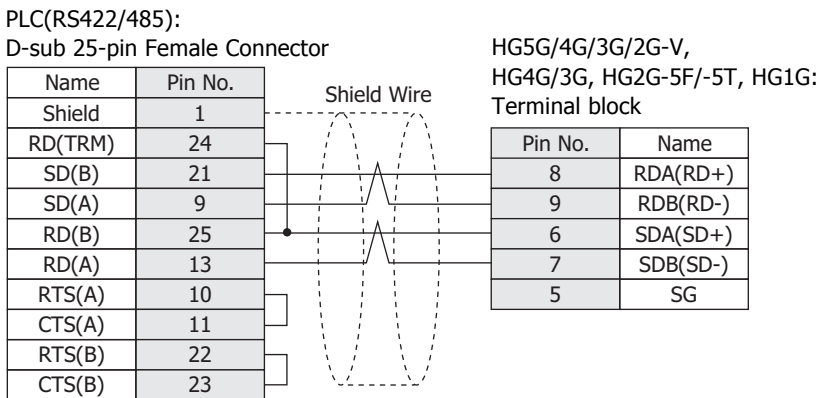 PLC(RS422/485):
D-sub 25-pin Female Connector
Name Pin No.
Shield 1
RD(TRM) 24
SD(B) 21
SD(A) 9
RD(B) 25
RD(A) 13
RTS(A) 10
CTS(A) 11
RTS(B) 22
CTS(B) 23
Shield Wire
HG5G/4G/3G/2G-V,
HG4G/3G, HG2G-5F/-5T, HG1G:
Terminal block
Pin No. Name
8 RDA(RD+)
9 RDB(RD-)
6 SDA(SD+)
7 SDB(SD-)
5 SG